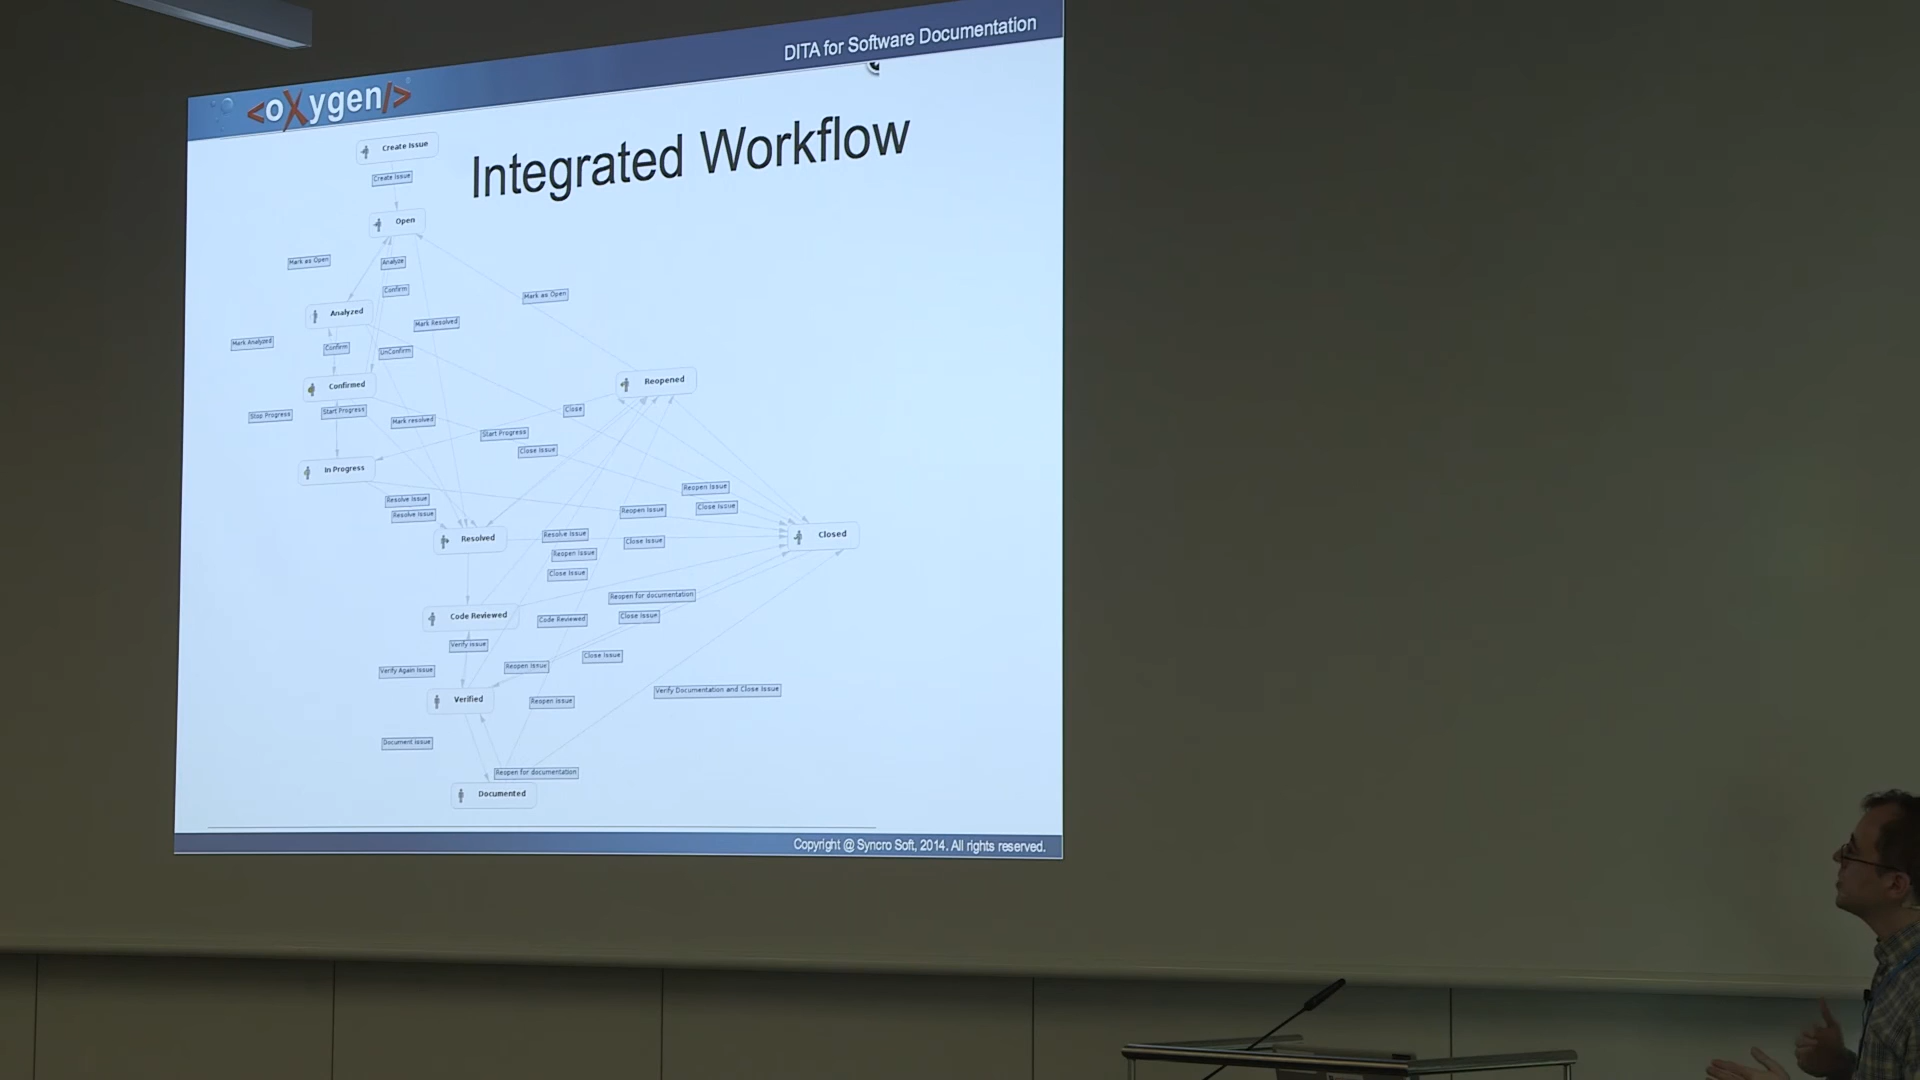 DITA for Software Documentation
<oXygen/>
Integrated Workflow
Create Issue
Create Issue
Open
Mark as Open
Analyze
Confirm
Mark as Open
Analyzed
Mark Resolved
Mark Analyzed
Confirm
UnConfirm
Confirmed
Reopened
Stop Progress
Start Progress
Mark resolved
Close
Start Progress
Close Issue
In Progress
Resolve Issue
Resolve Issue
Reopen Issue
Close Issue
Reopen Issue
Resolved
Resolve Issue
Close Issue
Closed
Reopen Issue
Close Issue
Reopen for documentation
Code Reviewed
Code Reviewed
Close Issue
Verify Issue
Verify Again Issue
Reopen Issue
Close Issue
Verified
Reopen Issue
Verify Documentation and Close Issue
Document Issue
Reopen for documentation
Documented
Copyright @ Syncro Soft, 2014. All rights reserved.